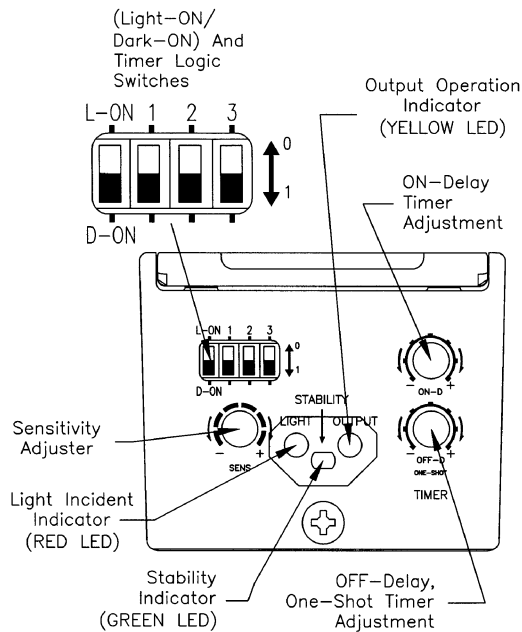 (Light-ON/
Dark-ON) And
Timer Logic
Switches
L-ON 1 2 3
0
1
D-ON
Output Operation
Indicator
(YELLOW LED)
ON-Delay
Timer
Adjustment
L-ON 1 2 3
0
1
D-ON
- +
ON-D
STABILITY
LIGHT OUTPUT
- +
SENS
- +
OFF-D
ONE-SHOT
TIMER
Sensitivity
Adjuster
Light Incident
Indicator
(RED LED)
Stability
Indicator
(GREEN LED)
OFF-Delay,
One-Shot Timer
Adjustment